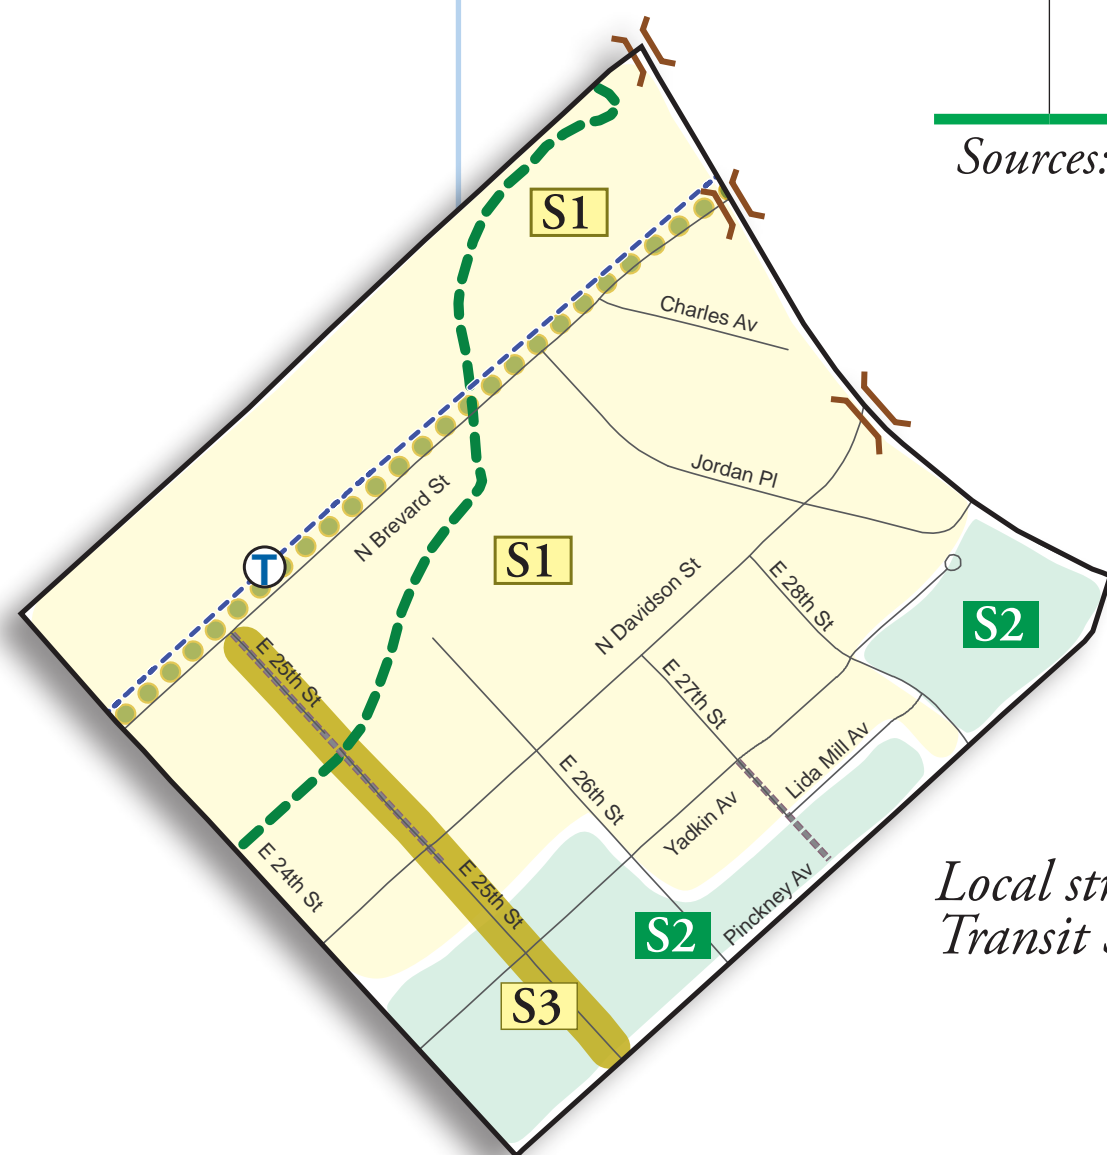 Sources:
S1
Charles Av
Jordan Pl
N Brevard St
S1
T
N Davidson St
E 28th St
S2
E 25th St
E 27th St
Lida Mill Av
E 26th St
Yadkin Av
E 24th St
E 25th St
Pinckney Av
S2
S3
Local str
Transit S